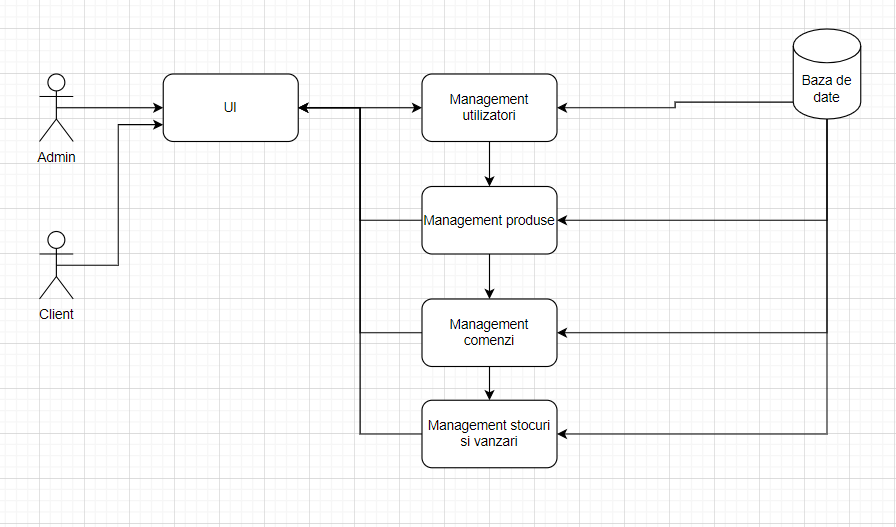 Admin
Client
UI
Management
utilizatori
Management produse
Management
comenzi
Management stocuri
si vanzari
Baza de
date